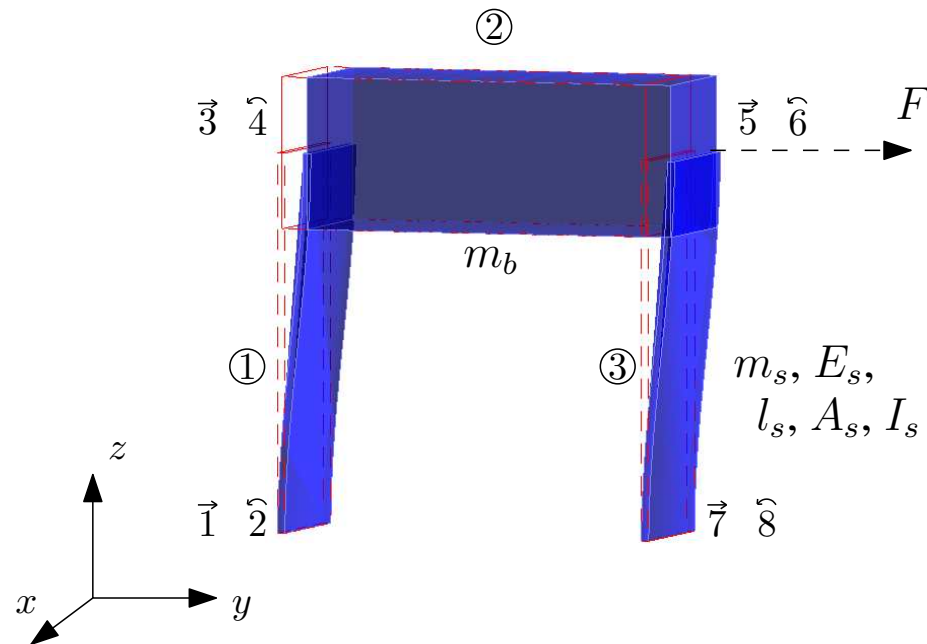 ②
F
3⃗ 4↶
5⃗ 6↶
m_b
①
③
m_s, E_s,
l_s, A_s, I_s
z
1⃗ 2↶
7⃗ 8↶
x
y